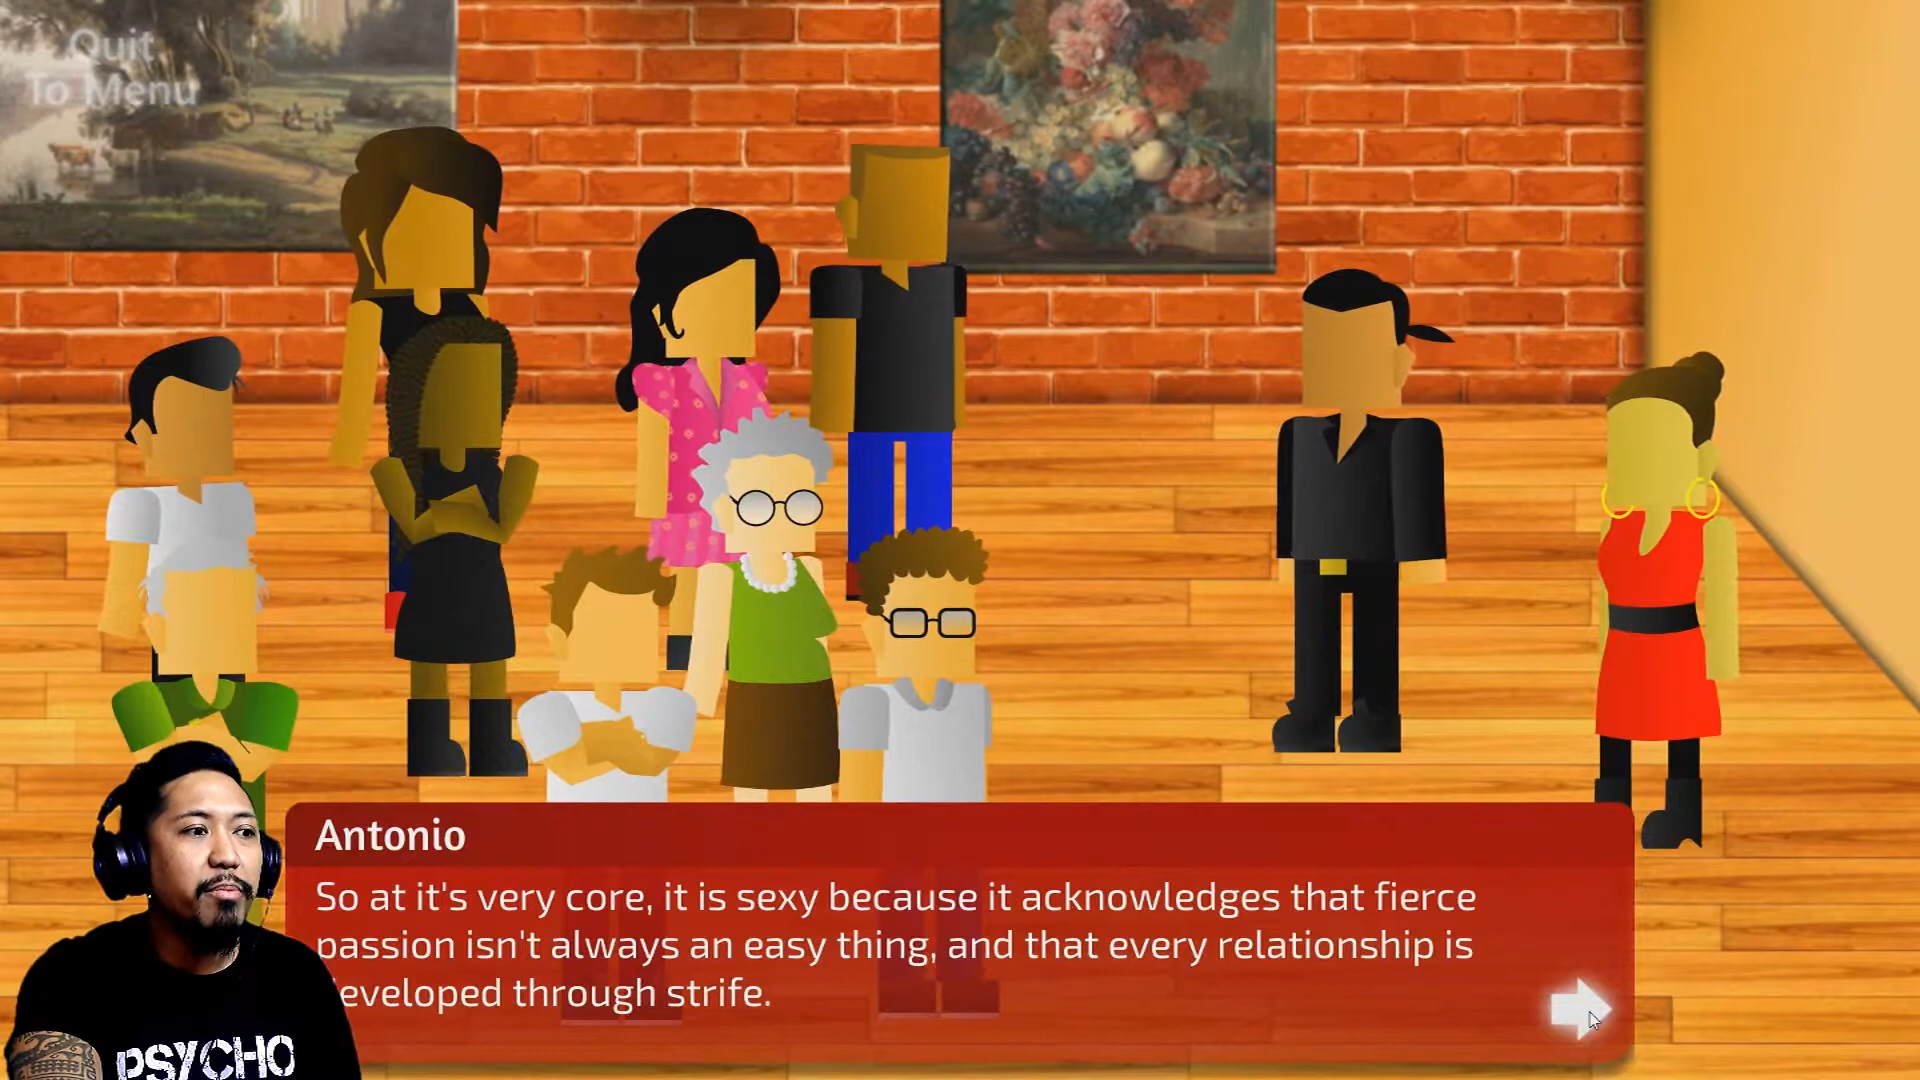 Quit
To Menu
Antonio
So at it's very core, it is sexy because it acknowledges that fierce
passion isn't always an easy thing, and that every relationship is
developed through strife.
PSYCHO